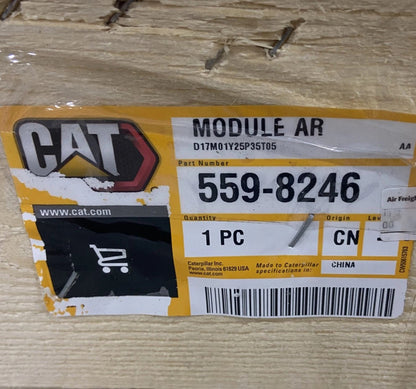 CAT
MODULE AR
D17M01Y25P35T05 AA
Part Number
559-8246
Air Freigh
www.cat.com
Quantity Origin
1 PC CN
Caterpillar Inc.
Peoria, Illinois 61629 USA
www.cat.com
Made to Caterpillar
specifications in:
CHINA